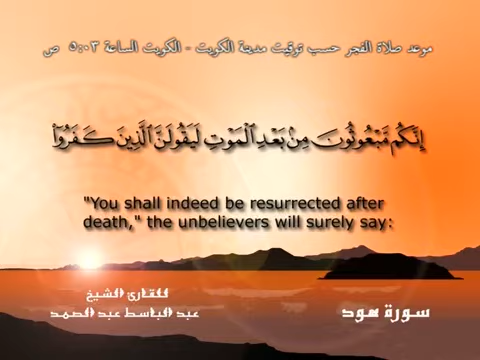 موعد صلاة الفجر حسب توقيت مدينة الكويت - الكويت الساعة ٥:٠٣ ص
إِنَّكُم مَّبْعُوثُونَ مِنۢ بَعْدِ ٱلْمَوْتِ لَيَقُولَنَّ ٱلَّذِينَ كَفَرُوٓا۟
"You shall indeed be resurrected after
death," the unbelievers will surely say:
للقارئ الشيخ
عبد الباسط عبد الصمد
سورة هود